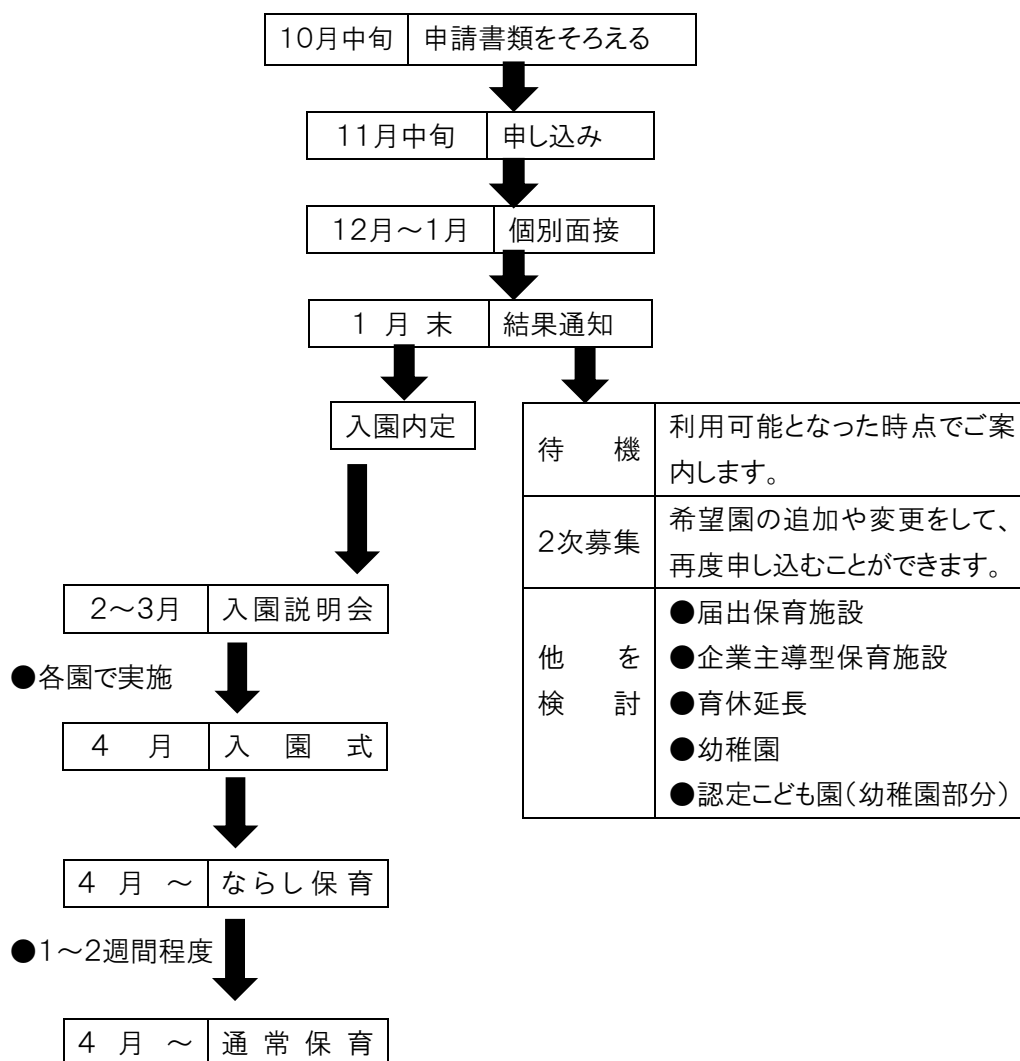 10月中旬 申請書類をそろえる
11月中旬 申し込み
12月～1月 個別面接
1月末 結果通知
入園内定
待機 利用可能となった時点でご案
内します。
2次募集 希望園の追加や変更をして、
再度申し込むことができます。
他を
検討
●届出保育施設
●企業主導型保育施設
●育休延長
●幼稚園
●認定こども園（幼稚園部分）
2～3月 入園説明会
●各園で実施
4月 入園式
4月～ ならし保育
●1～2週間程度
4月～ 通常保育